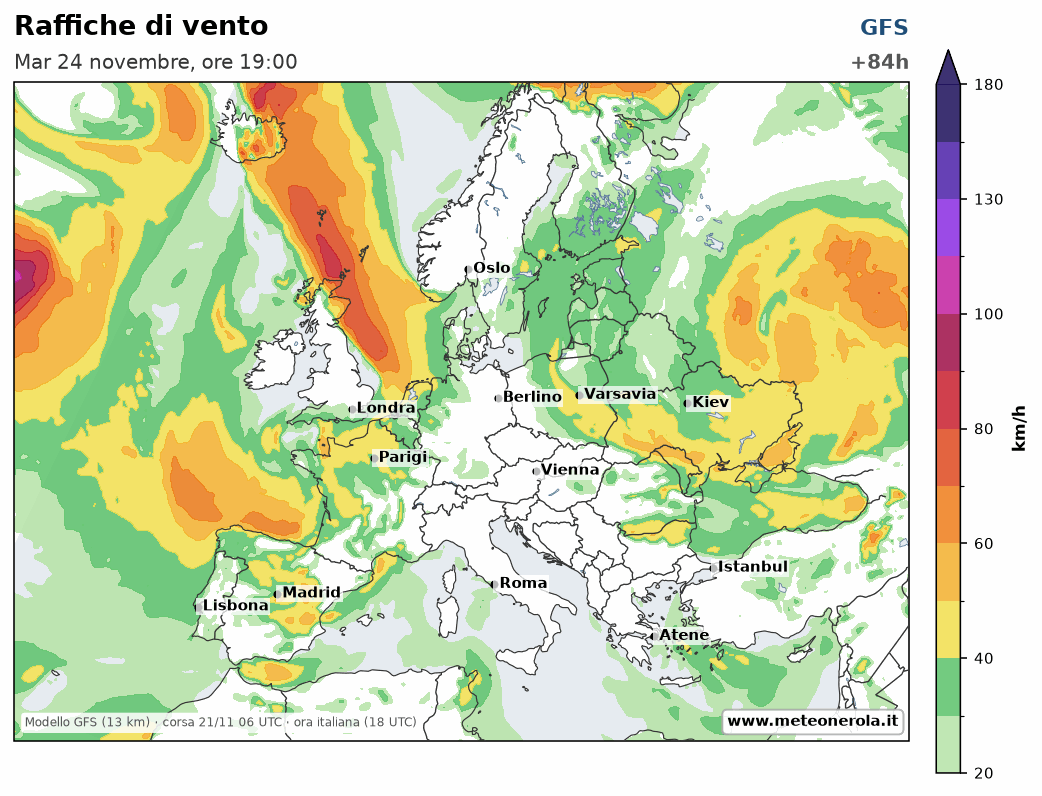 Raffiche di vento
GFS
Mar 24 novembre, ore 19:00
+84h
180
130
100
80
60
40
20
km/h
Oslo
Berlino
Varsavia
Kiev
Londra
Parigi
Vienna
Istanbul
Roma
Madrid
Lisbona
Atene
Modello GFS (13 km) · corsa 21/11 06 UTC · ora italiana (18 UTC)
www.meteonerola.it